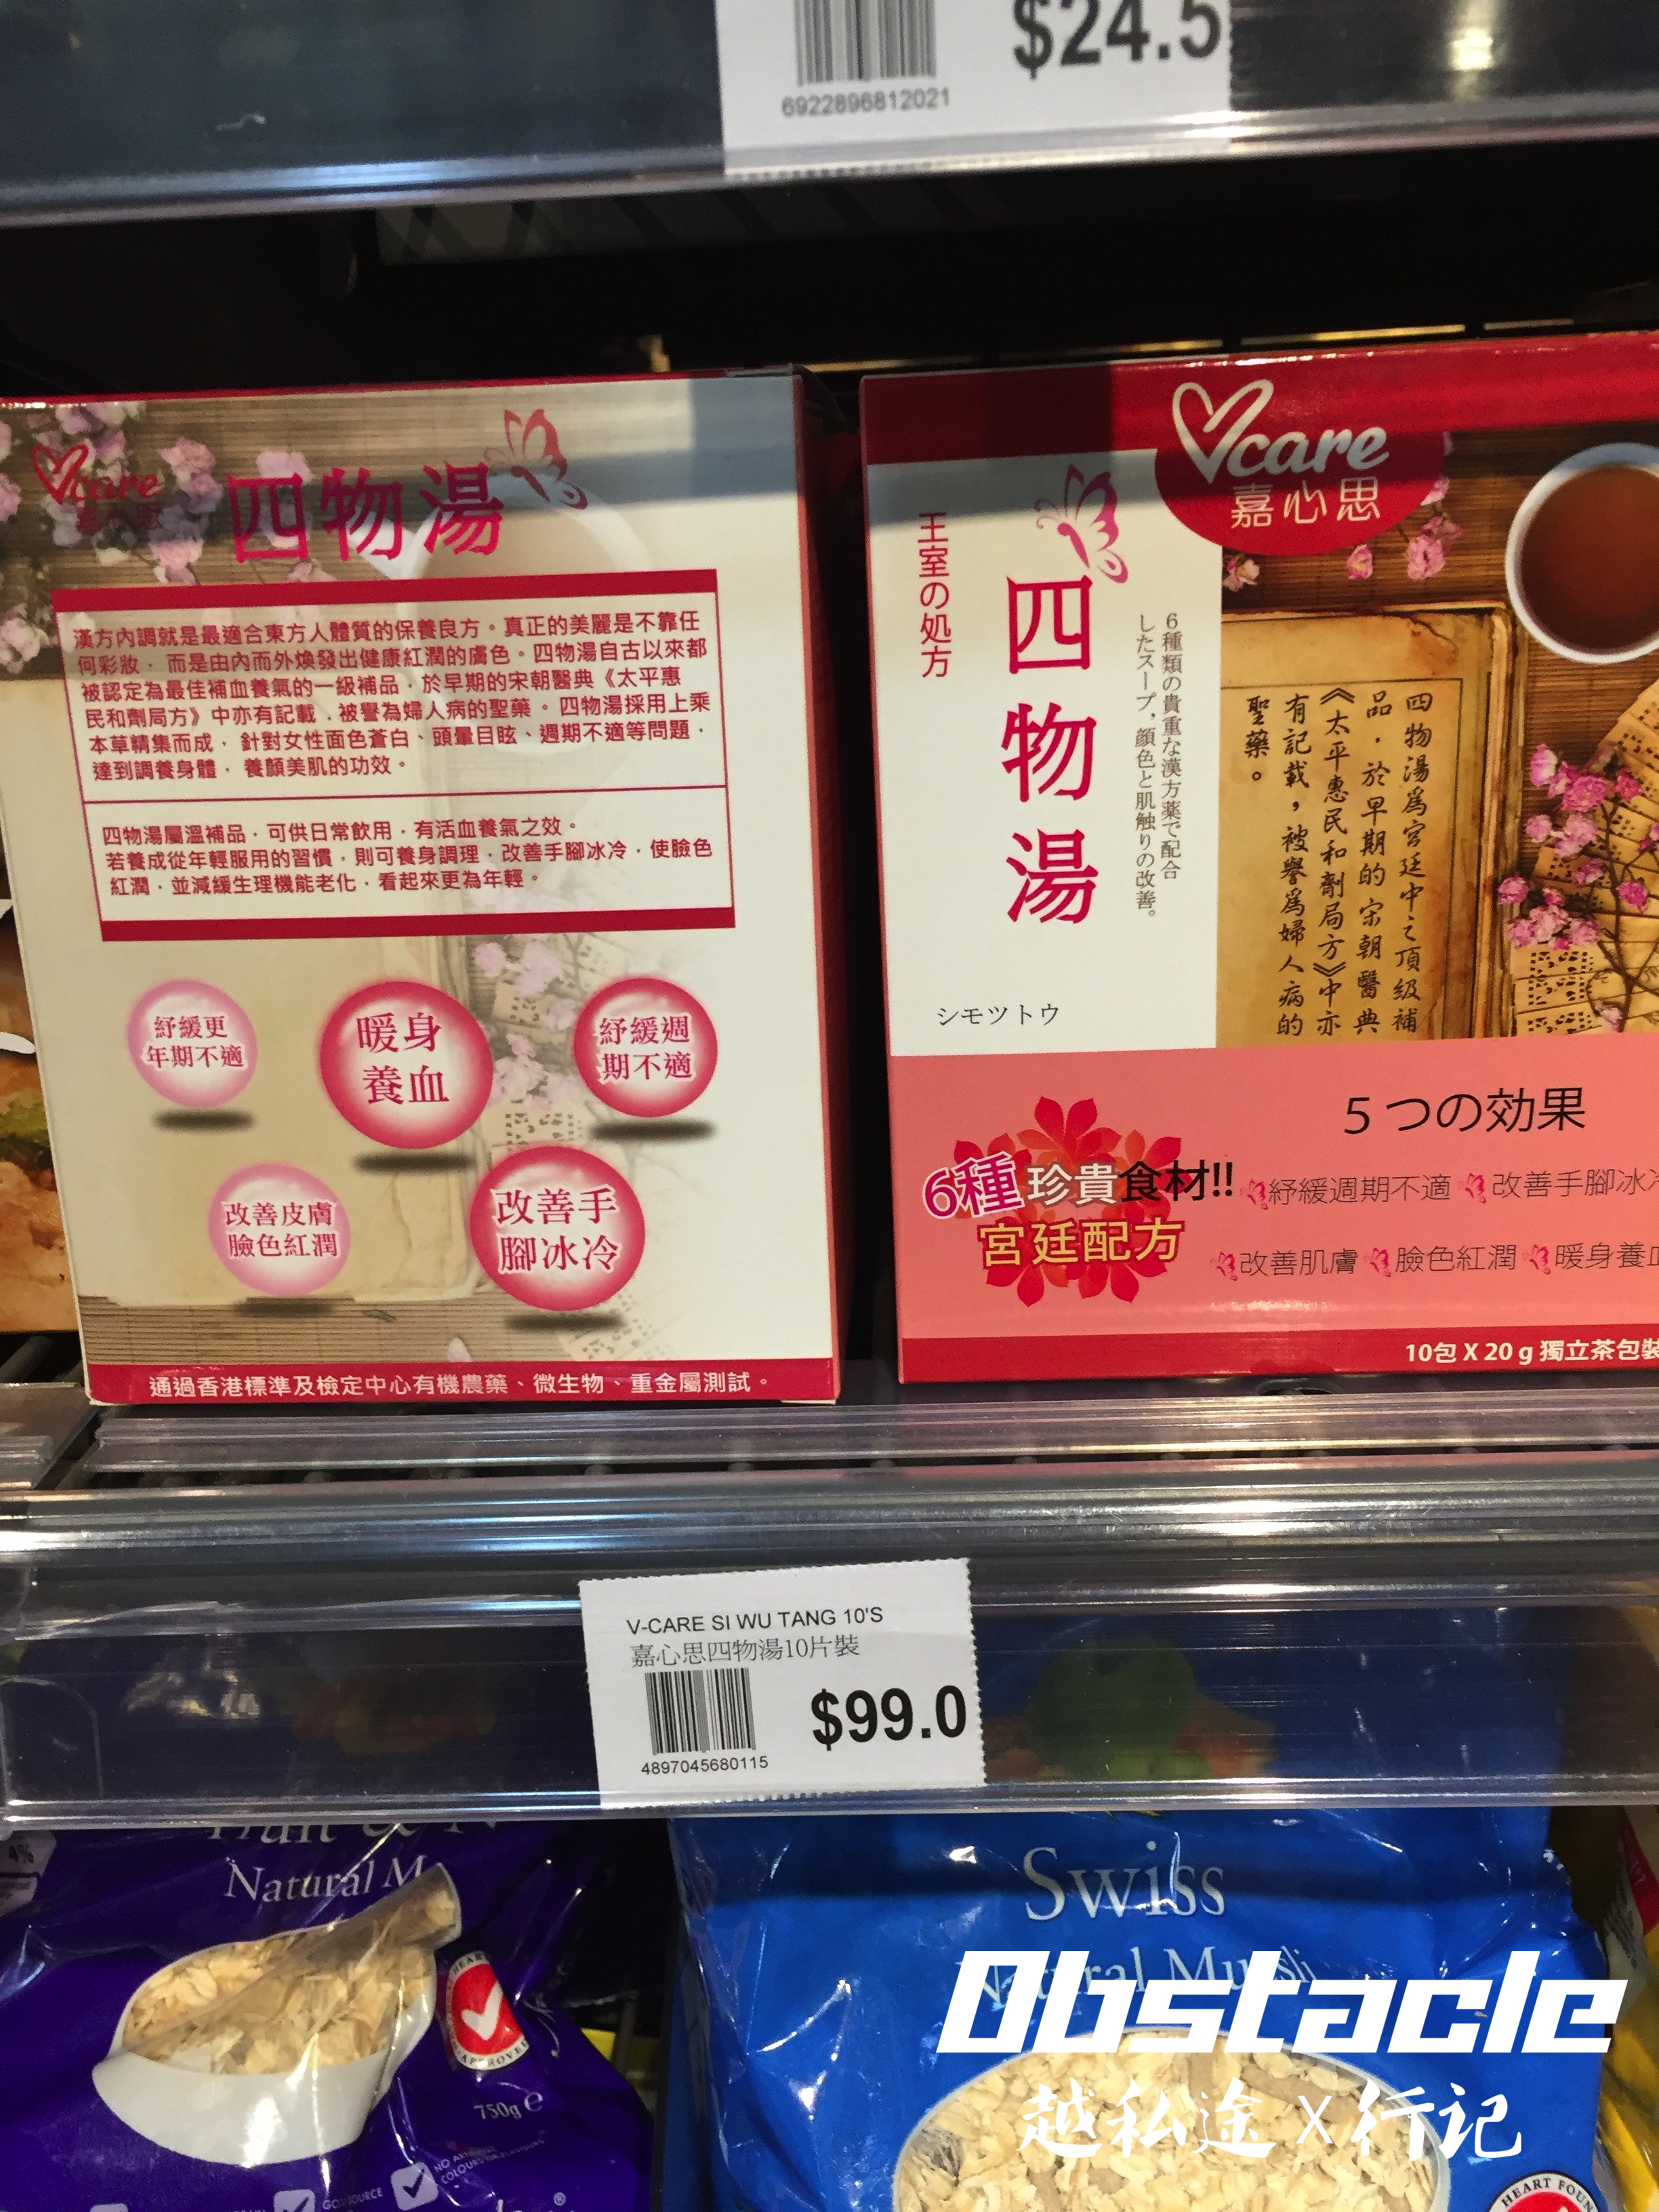 $24.5
6922896812021
Vcare
嘉心思
四物湯
漢方內調就是最適合東方人體質的保養良方。真正的美麗是不靠任
何彩妝，而是由內而外煥發出健康紅潤的膚色。四物湯自古以來都
被認定為最佳補血養氣的一級補品，於早期的宋朝醫典《太平惠
民和劑局方》中亦有記載，被譽為婦人病的聖藥。四物湯採用上乘
本草精集而成，針對女性面色蒼白、頭暈目眩、週期不適等問題，
達到調養身體，養顏美肌的功效。
四物湯屬溫補品，可供日常飲用，有活血養氣之效。
若養成從年輕服用的習慣，則可養身調理，改善手腳冰冷，使臉色
紅潤，並減緩生理機能老化，看起來更為年輕。
紓緩更
年期不適
暖身
養血
紓緩週
期不適
改善皮膚
臉色紅潤
改善手
腳冰冷
通過香港標準及檢定中心有機農藥、微生物、重金屬測試。
Vcare
嘉心思
王室の処方
四物湯
6種類の貴重な漢方薬で配合
したスープ，顔色と肌触りの改善。
シモツトウ
四物湯爲宮廷中之頂級補
品，於早期的宋朝醫典
《太平惠民和劑局方》中亦
有記載，被譽爲婦人病的
聖藥。
5つの効果
6種珍貴食材!!
宮廷配方
紓緩週期不適 改善手腳冰
改善肌膚 臉色紅潤 暖身養
10包 X 20 g 獨立茶包裝
V-CARE SI WU TANG 10'S
嘉心思四物湯10片裝
$99.0
4897045680115
4%
Natural
750g e
NO ARTIFICIAL
COLOURS
Swiss
Natural Muesli
HEART
APPROVED
HEART FOUN
Obstacle
越私途 X 行记